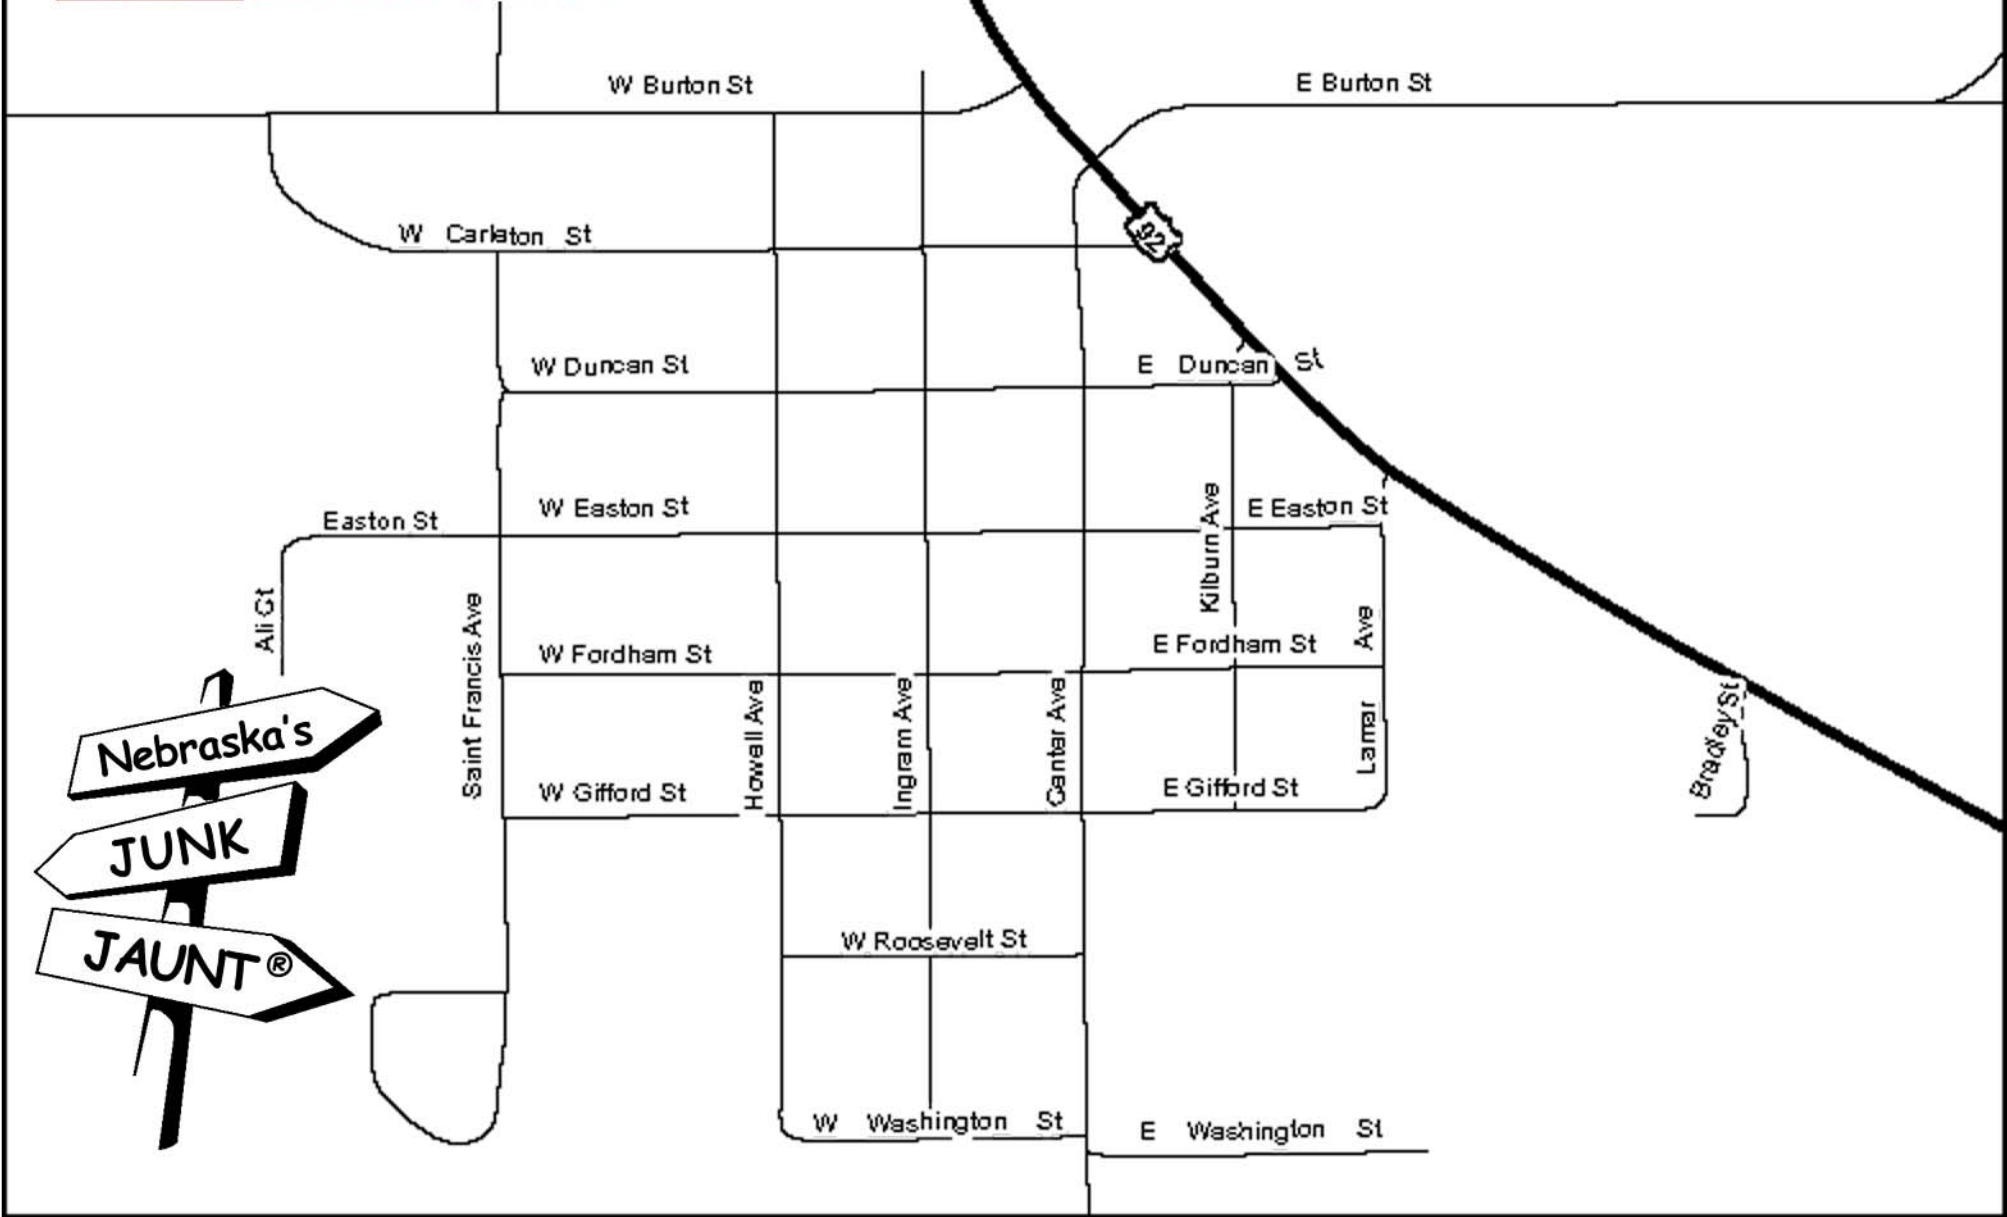 W Burton St
E Burton St
W Carleton St
92
W Duncan St
E Duncan St
Easton St
W Easton St
E Easton St
Kilburn Ave
Ali Ct
Saint Francis Ave
W Fordham St
E Fordham St
Lamar Ave
Howell Ave
Ingram Ave
Center Ave
W Gifford St
E Gifford St
Bradley St
Nebraska's
JUNK
JAUNT®
W Roosevelt St
W Washington St
E Washington St